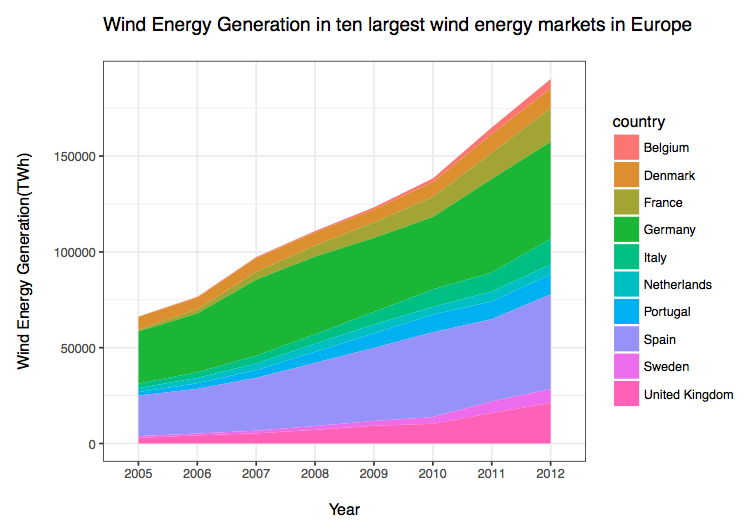 Wind Energy Generation in ten largest wind energy markets in Europe
Wind Energy Generation(TWh)
150000
100000
50000
0
2005 2006 2007 2008 2009 2010 2011 2012
Year
country
Belgium
Denmark
France
Germany
Italy
Netherlands
Portugal
Spain
Sweden
United Kingdom